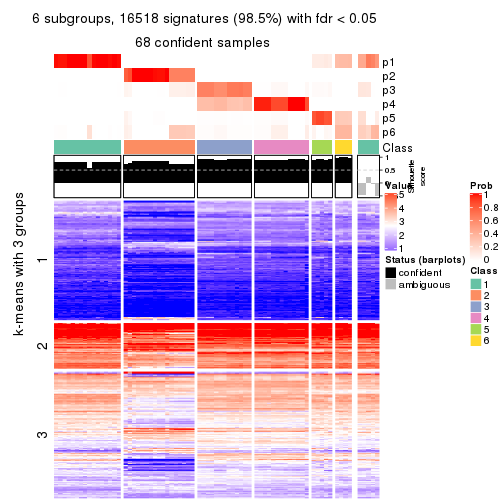 6 subgroups, 16518 signatures (98.5%) with fdr < 0.05
68 confident samples
p1
p2
p3
p4
p5
p6
Class
1
0.5
0
Silhouette
score
k-means with 3 groups
1
2
3
Value
5
4
3
2
1
Status (barplots)
confident
ambiguous
Prob
1
0.8
0.6
0.4
0.2
0
Class
1
2
3
4
5
6